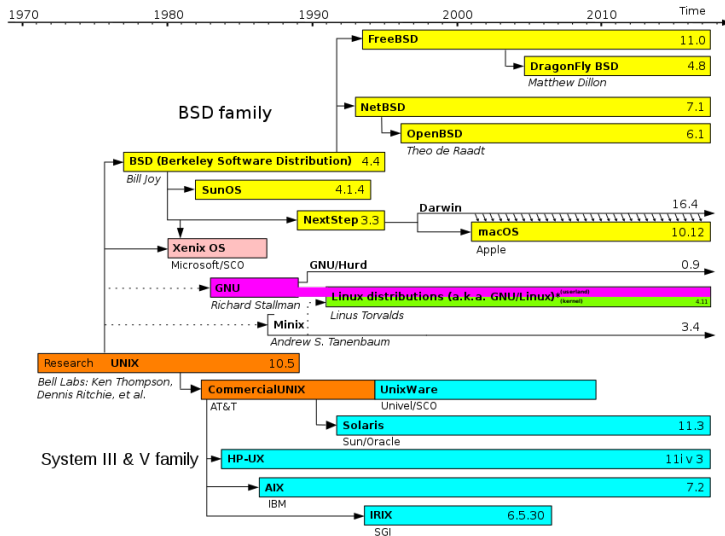 1970 1980 1990 2000 2010 Time
FreeBSD 11.0
DragonFly BSD 4.8
Matthew Dillon
BSD family
NetBSD 7.1
OpenBSD 6.1
Theo de Raadt
BSD (Berkeley Software Distribution) 4.4
Bill Joy
SunOS 4.1.4
NextStep 3.3
Darwin 16.4
macOS 10.12
Apple
Xenix OS
Microsoft/SCO
GNU/Hurd 0.9
GNU
Richard Stallman
Linux distributions (a.k.a. GNU/Linux)* (userland)
(kernel) 4.11
Linus Torvalds
Minix 3.4
Andrew S. Tanenbaum
Research UNIX 10.5
Bell Labs: Ken Thompson,
Dennis Ritchie, et al.
CommercialUNIX
AT&T
UnixWare
Univel/SCO
Solaris 11.3
Sun/Oracle
System III & V family
HP-UX 11i v 3
AIX 7.2
IBM
IRIX 6.5.30
SGI